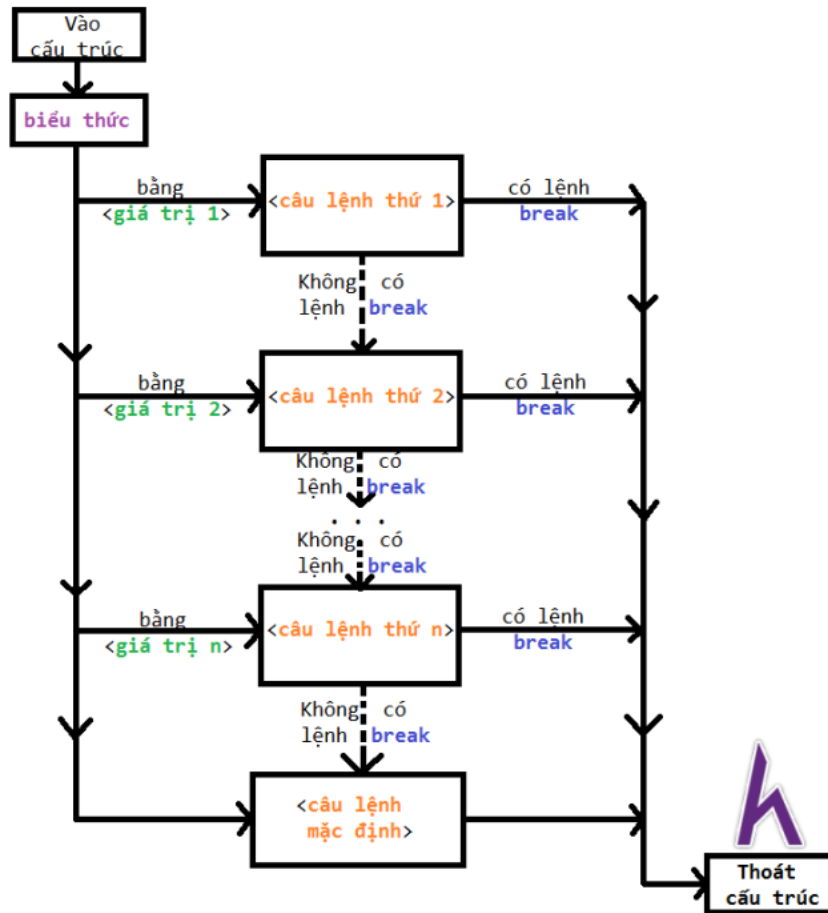 Vào
cấu trúc
biểu thức
bằng
<giá trị 1>
<câu lệnh thứ 1>
có lệnh
break
Không có
lệnh break
bằng
<giá trị 2>
<câu lệnh thứ 2>
có lệnh
break
Không có
lệnh break
. . .
Không có
lệnh break
bằng
<giá trị n>
<câu lệnh thứ n>
có lệnh
break
Không có
lệnh break
<câu lệnh
mặc định>
Thoát
cấu trúc